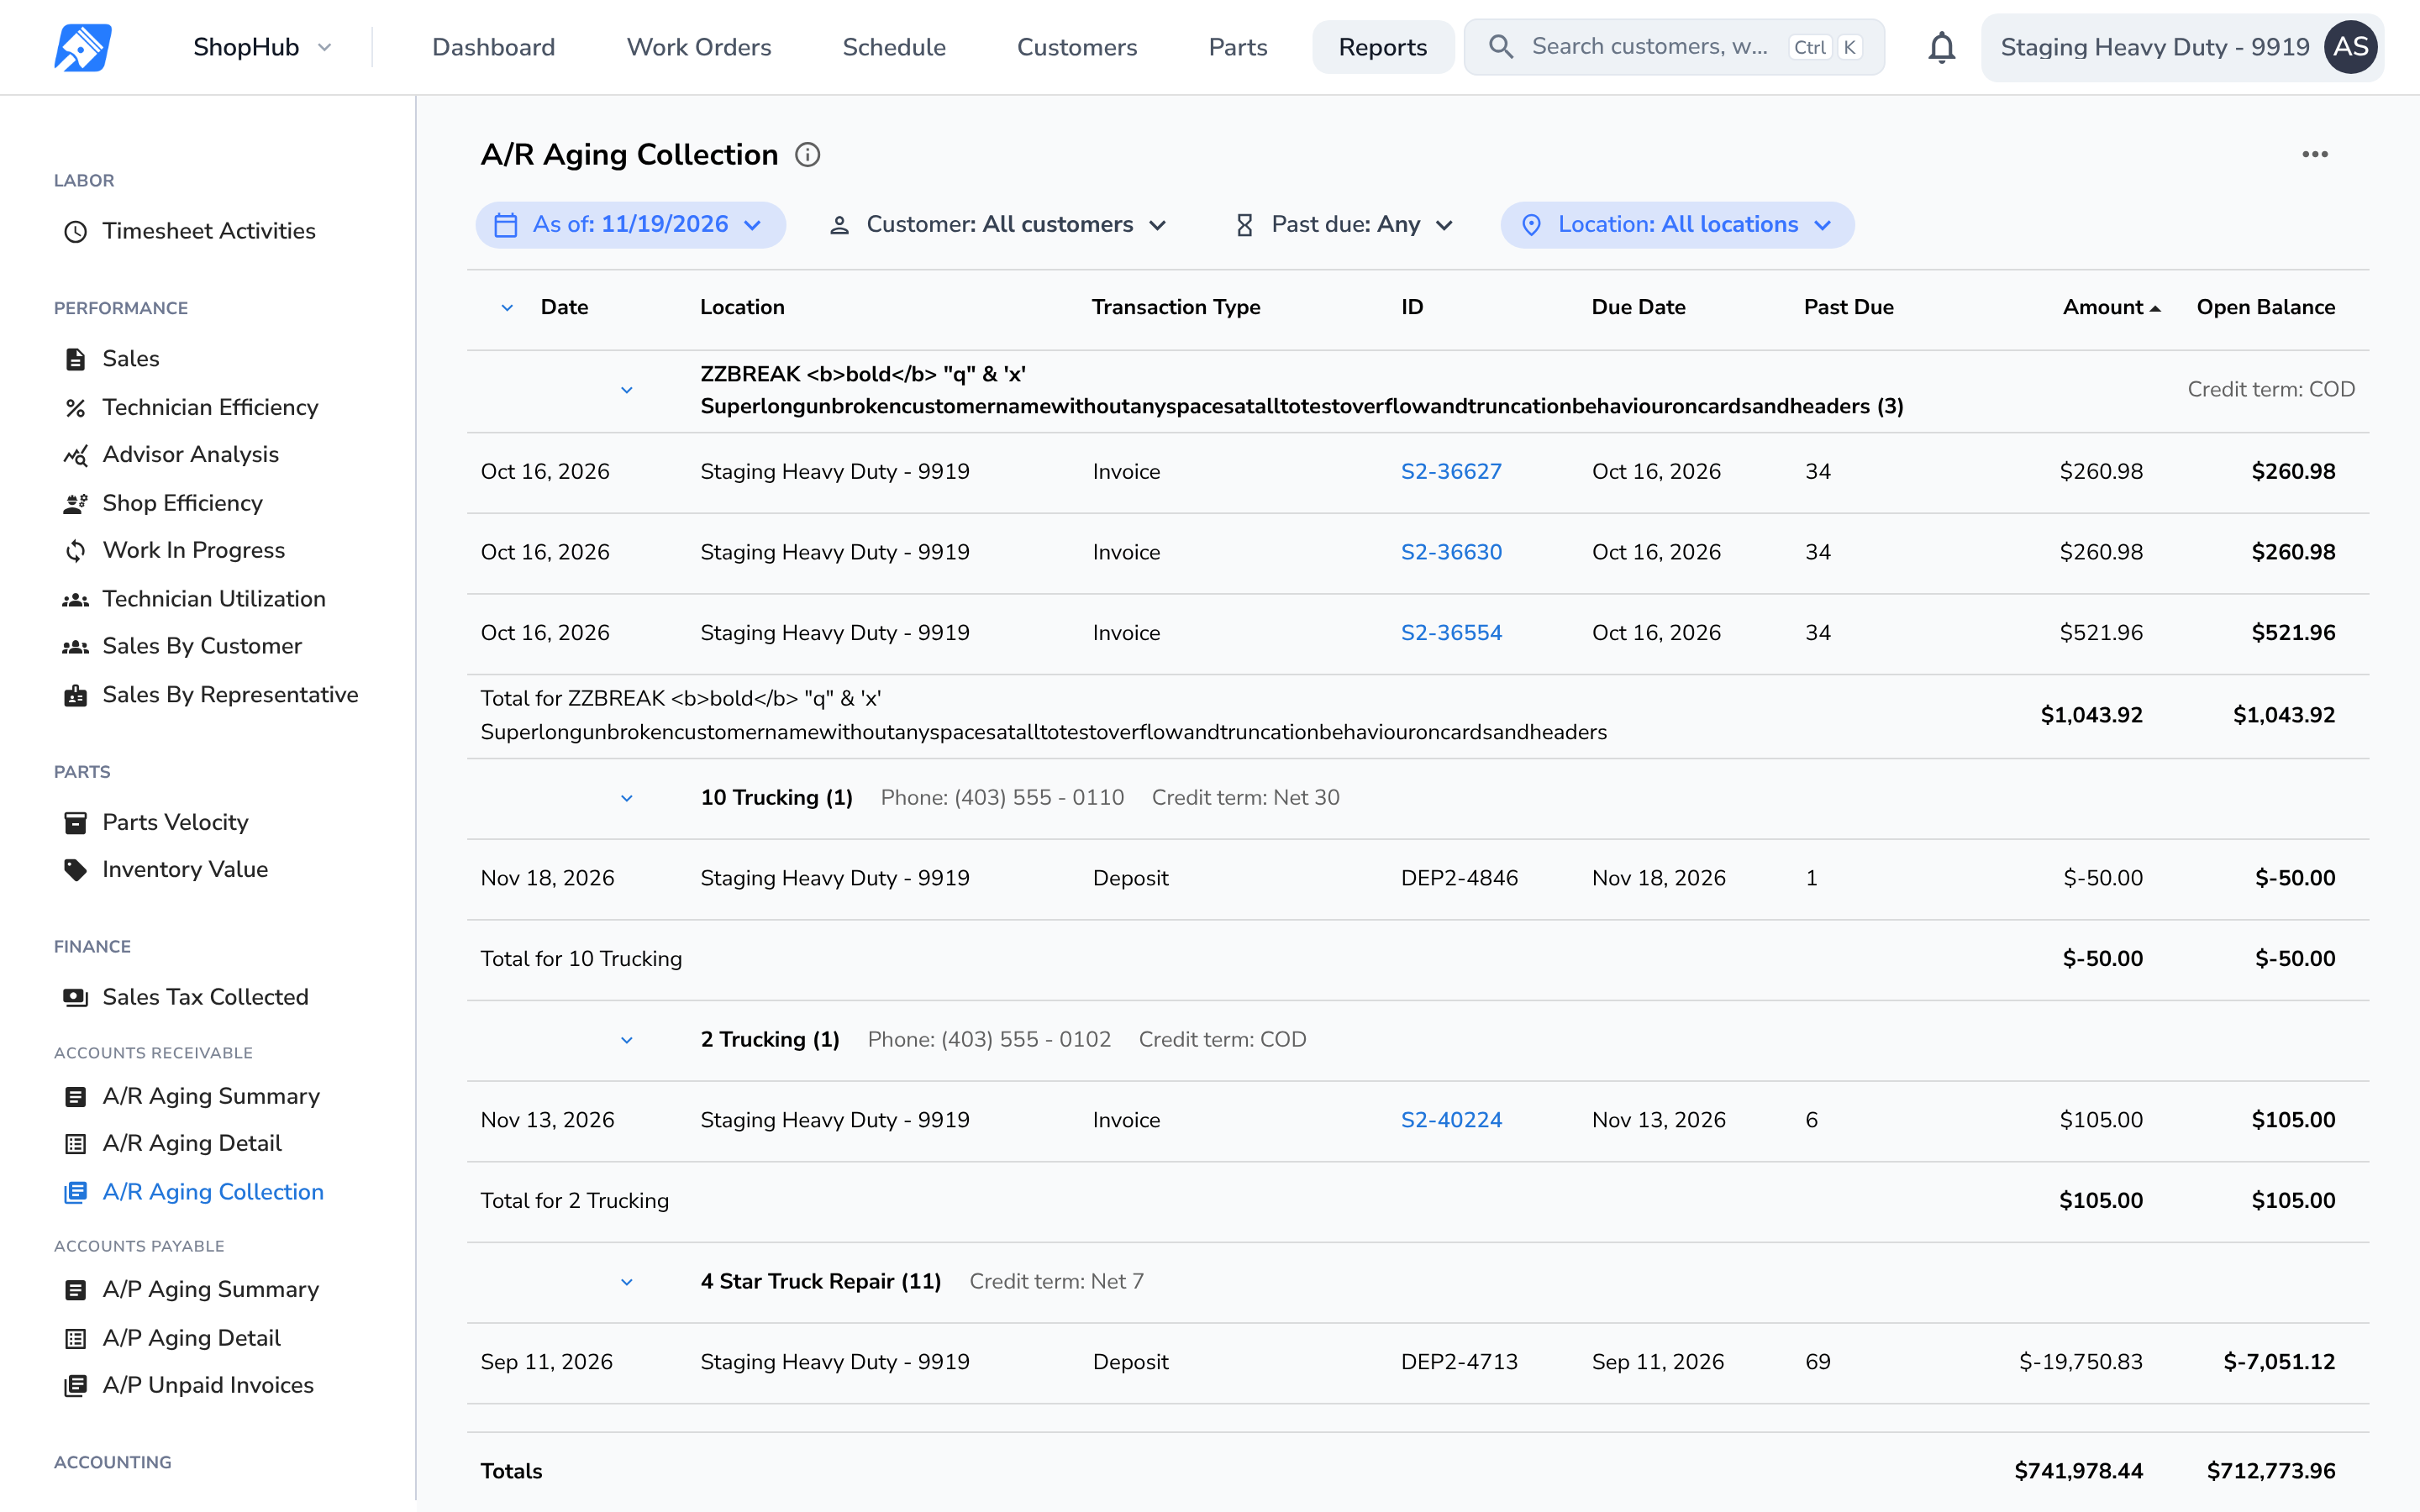 ShopHub
Dashboard
Work Orders
Schedule
Customers
Parts
Reports
Search customers, w... Ctrl K
Staging Heavy Duty - 9919 AS
LABOR
Timesheet Activities
PERFORMANCE
Sales
Technician Efficiency
Advisor Analysis
Shop Efficiency
Work In Progress
Technician Utilization
Sales By Customer
Sales By Representative
PARTS
Parts Velocity
Inventory Value
FINANCE
Sales Tax Collected
ACCOUNTS RECEIVABLE
A/R Aging Summary
A/R Aging Detail
A/R Aging Collection
ACCOUNTS PAYABLE
A/P Aging Summary
A/P Aging Detail
A/P Unpaid Invoices
ACCOUNTING
A/R Aging Collection
As of: 11/19/2026 Customer: All customers Past due: Any Location: All locations
Date Location Transaction Type ID Due Date Past Due Amount Open Balance
ZZBREAK <b>bold</b> "q" & 'x'
Superlongunbrokencustomernamewithoutanyspacesatalltotestoverflowandtruncationbehaviouroncardsandheaders (3) Credit term: COD
Oct 16, 2026 Staging Heavy Duty - 9919 Invoice S2-36627 Oct 16, 2026 34 $260.98 $260.98
Oct 16, 2026 Staging Heavy Duty - 9919 Invoice S2-36630 Oct 16, 2026 34 $260.98 $260.98
Oct 16, 2026 Staging Heavy Duty - 9919 Invoice S2-36554 Oct 16, 2026 34 $521.96 $521.96
Total for ZZBREAK <b>bold</b> "q" & 'x'
Superlongunbrokencustomernamewithoutanyspacesatalltotestoverflowandtruncationbehaviouroncardsandheaders $1,043.92 $1,043.92
10 Trucking (1) Phone: (403) 555 - 0110 Credit term: Net 30
Nov 18, 2026 Staging Heavy Duty - 9919 Deposit DEP2-4846 Nov 18, 2026 1 $-50.00 $-50.00
Total for 10 Trucking $-50.00 $-50.00
2 Trucking (1) Phone: (403) 555 - 0102 Credit term: COD
Nov 13, 2026 Staging Heavy Duty - 9919 Invoice S2-40224 Nov 13, 2026 6 $105.00 $105.00
Total for 2 Trucking $105.00 $105.00
4 Star Truck Repair (11) Credit term: Net 7
Sep 11, 2026 Staging Heavy Duty - 9919 Deposit DEP2-4713 Sep 11, 2026 69 $-19,750.83 $-7,051.12
Totals $741,978.44 $712,773.96